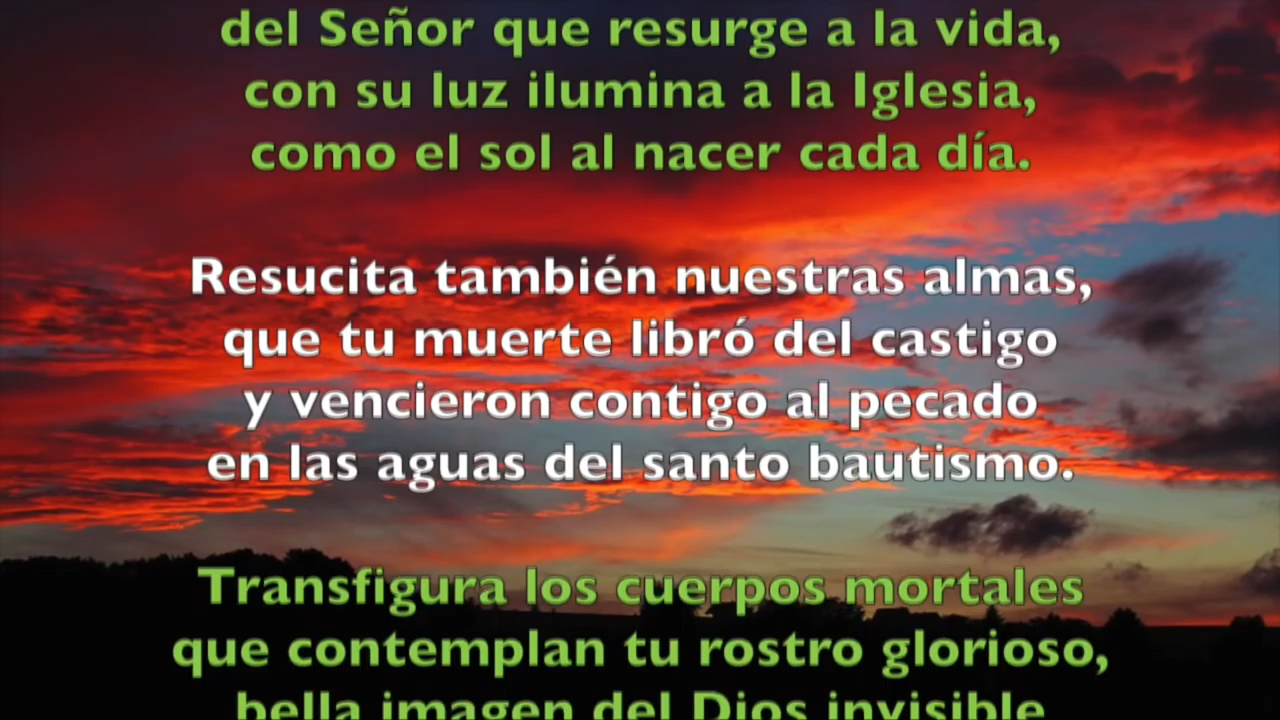 del Señor que resurge a la vida,
con su luz ilumina a la Iglesia,
como el sol al nacer cada día.
Resucita también nuestras almas,
que tu muerte libró del castigo
y vencieron contigo al pecado
en las aguas del santo bautismo.
Transfigura los cuerpos mortales
que contemplan tu rostro glorioso,
bella imagen del Dios invisible